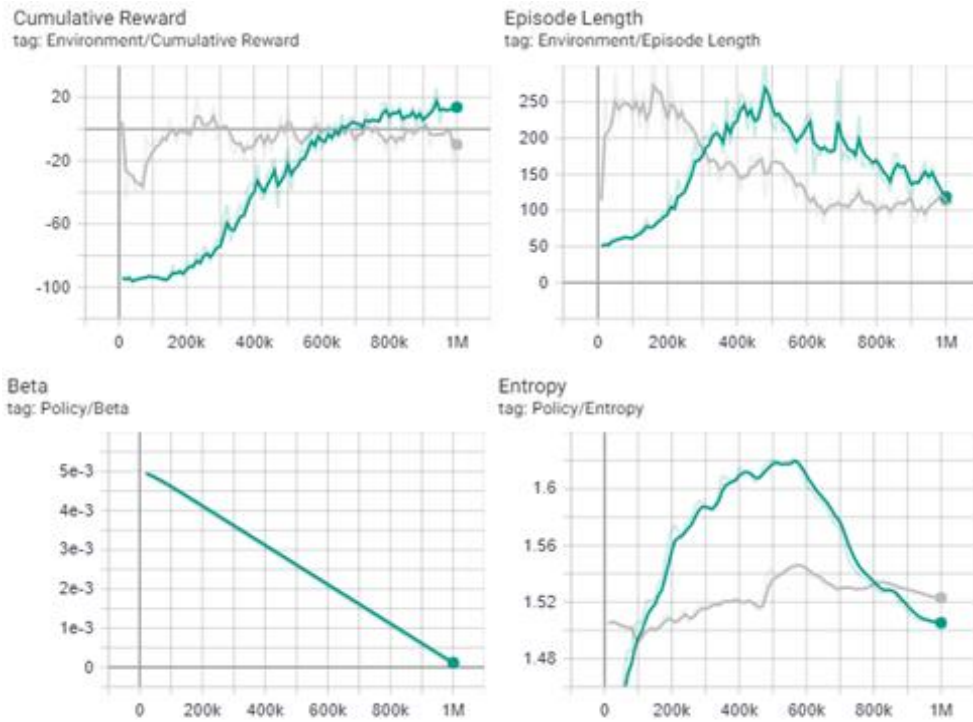 Cumulative Reward
tag: Environment/Cumulative Reward
20
-20
-60
-100
0 200k 400k 600k 800k 1M
Episode Length
tag: Environment/Episode Length
250
200
150
100
50
0
0 200k 400k 600k 800k 1M
Beta
tag: Policy/Beta
5e-3
4e-3
3e-3
2e-3
1e-3
0
0 200k 400k 600k 800k 1M
Entropy
tag: Policy/Entropy
1.6
1.56
1.52
1.48
0 200k 400k 600k 800k 1M